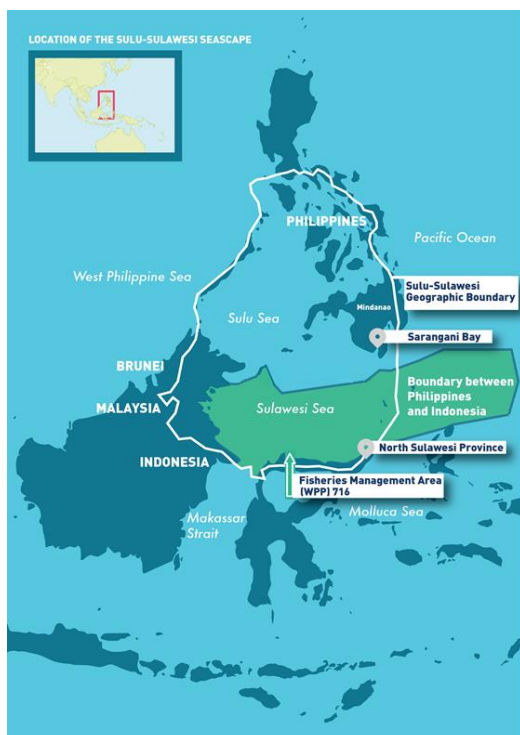 LOCATION OF THE SULU-SULAWESI SEASCAPE
PHILIPPINES
Pacific Ocean
West Philippine Sea
Sulu-Sulawesi
Geographic Boundary
Mindanao
Sulu Sea
Sarangani Bay
BRUNEI
Boundary between
Philippines
and Indonesia
MALAYSIA
Sulawesi Sea
North Sulawesi Province
INDONESIA
Fisheries Management Area
(WPP) 716
Molluca Sea
Makassar
Strait